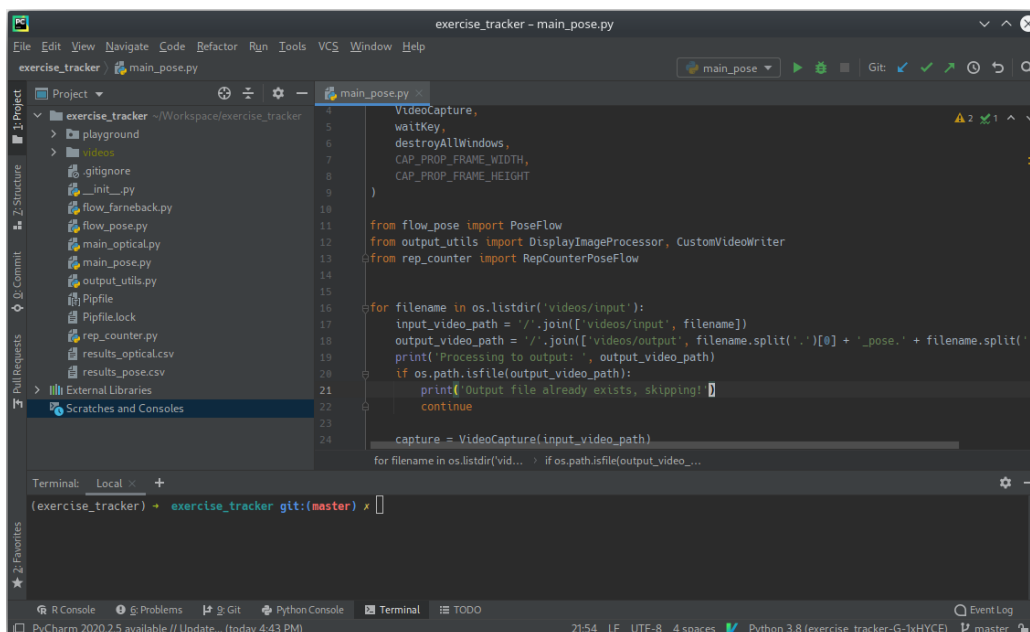 PC
exercise_tracker – main_pose.py
File Edit View Navigate Code Refactor Run Tools VCS Window Help
exercise_tracker main_pose.py
main_pose
Git:
1: Project
Project
main_pose.py
exercise_tracker ~/Workspace/exercise_tracker
playground
videos
.gitignore
__init__.py
flow_farneback.py
flow_pose.py
main_optical.py
main_pose.py
output_utils.py
Pipfile
Pipfile.lock
rep_counter.py
results_optical.csv
results_pose.csv
External Libraries
Scratches and Consoles
Z: Structure
0: Commit
Pull Requests
2: Favorites
2 1
4 VideoCapture,
5 waitKey,
6 destroyAllWindows,
7 CAP_PROP_FRAME_WIDTH,
8 CAP_PROP_FRAME_HEIGHT
9 )
10
11 from flow_pose import PoseFlow
12 from output_utils import DisplayImageProcessor, CustomVideoWriter
13 from rep_counter import RepCounterPoseFlow
14
15
16 for filename in os.listdir('videos/input'):
17 input_video_path = '/'.join(['videos/input', filename])
18 output_video_path = '/'.join(['videos/output', filename.split('.')[0] + '_pose.' + filename.split('
19 print('Processing to output: ', output_video_path)
20 if os.path.isfile(output_video_path):
21 print('Output file already exists, skipping!')
22 continue
23
24 capture = VideoCapture(input_video_path)
for filename in os.listdir('vid... if os.path.isfile(output_video_...
Terminal: Local +
(exercise_tracker) → exercise_tracker git:(master) ✗
R Console 6: Problems 9: Git Python Console Terminal TODO Event Log
PyCharm 2020.2.5 available // Update... (today 4:43 PM) 21:54 LF UTF-8 4 spaces Python 3.8 (exercise_tracker-G-1xHYCE) master